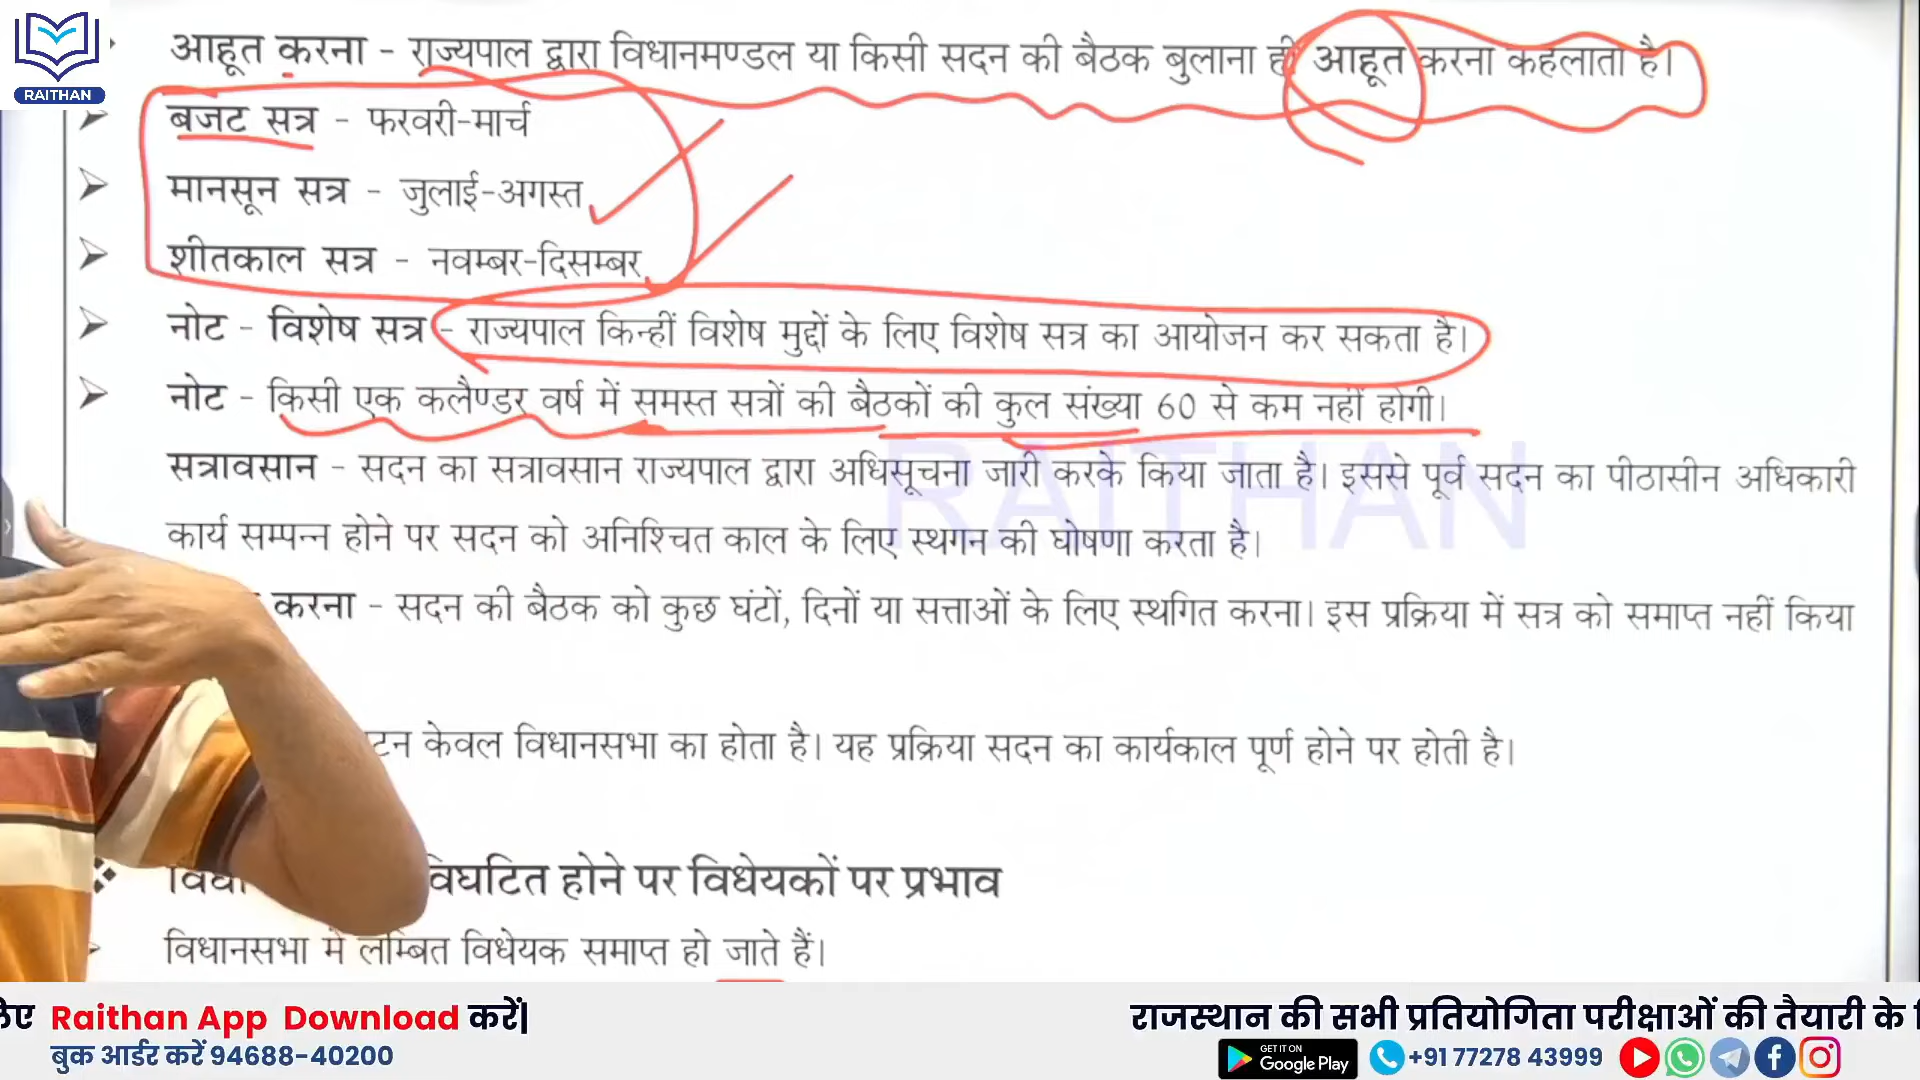 RAITHAN
आहूत करना - राज्यपाल द्वारा विधानमण्डल या किसी सदन की बैठक बुलाना ही आहूत करना कहलाता है।
बजट सत्र - फरवरी-मार्च
मानसून सत्र - जुलाई-अगस्त
शीतकाल सत्र - नवम्बर-दिसम्बर
नोट - विशेष सत्र - राज्यपाल किन्हीं विशेष मुद्दों के लिए विशेष सत्र का आयोजन कर सकता है।
नोट - किसी एक कलैण्डर वर्ष में समस्त सत्रों की बैठकों की कुल संख्या 60 से कम नहीं होगी।
RAITHAN
सत्रावसान - सदन का सत्रावसान राज्यपाल द्वारा अधिसूचना जारी करके किया जाता है। इससे पूर्व सदन का पीठासीन अधिकारी
कार्य सम्पन्न होने पर सदन को अनिश्चित काल के लिए स्थगन की घोषणा करता है।
करना - सदन की बैठक को कुछ घंटों, दिनों या सत्ताओं के लिए स्थगित करना। इस प्रक्रिया में सत्र को समाप्त नहीं किया
केवल विधानसभा का होता है। यह प्रक्रिया सदन का कार्यकाल पूर्ण होने पर होती है।
विघटित होने पर विधेयकों पर प्रभाव
विधानसभा में लम्बित विधेयक समाप्त हो जाते हैं।
Raithan App Download करें|
राजस्थान की सभी प्रतियोगिता परीक्षाओं की तैयारी के
बुक आर्डर करें 94688-40200
GET IT ON
Google Play
+91 77278 43999